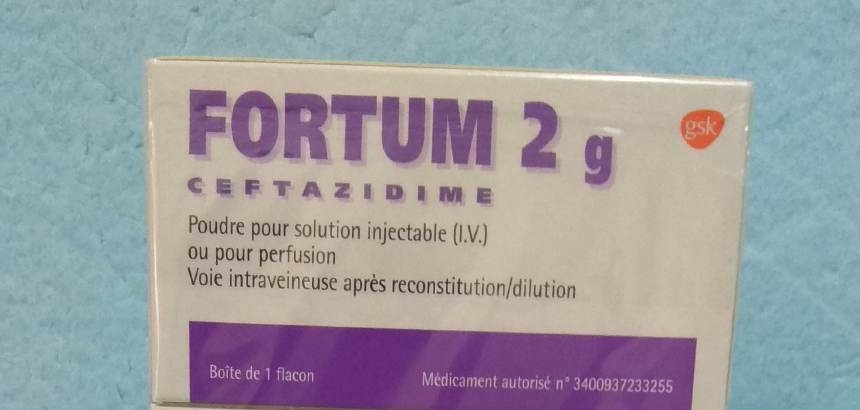 FORTUM 2 g
gsk
CEFTAZIDIME
Poudre pour solution injectable (I.V.)
ou pour perfusion
Voie intraveineuse après reconstitution/dilution
Boîte de 1 flacon
Médicament autorisé n° 3400937233255